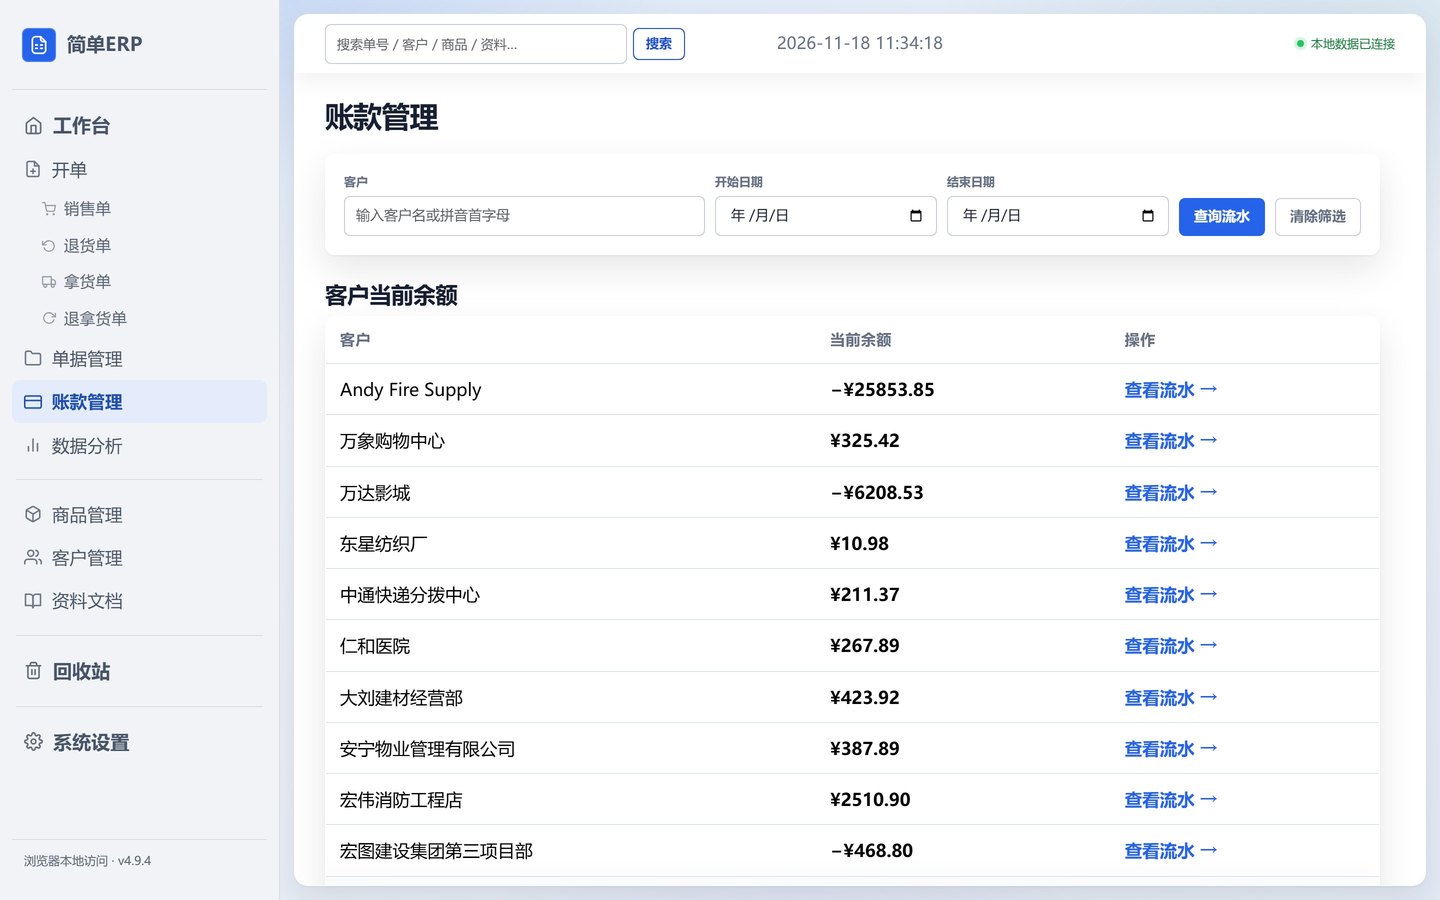 简单ERP
工作台
开单
销售单
退货单
拿货单
退拿货单
单据管理
账款管理
数据分析
商品管理
客户管理
资料文档
回收站
系统设置
浏览器本地访问 · v4.9.4
搜索单号 / 客户 / 商品 / 资料... 搜索 2026-11-18 11:34:18 本地数据已连接
账款管理
客户 开始日期 结束日期
输入客户名或拼音首字母 年 /月/日 年 /月/日 查询流水 清除筛选
客户当前余额
客户 当前余额 操作
Andy Fire Supply −¥25853.85 查看流水 →
万象购物中心 ¥325.42 查看流水 →
万达影城 −¥6208.53 查看流水 →
东星纺织厂 ¥10.98 查看流水 →
中通快递分拨中心 ¥211.37 查看流水 →
仁和医院 ¥267.89 查看流水 →
大刘建材经营部 ¥423.92 查看流水 →
安宁物业管理有限公司 ¥387.89 查看流水 →
宏伟消防工程店 ¥2510.90 查看流水 →
宏图建设集团第三项目部 −¥468.80 查看流水 →